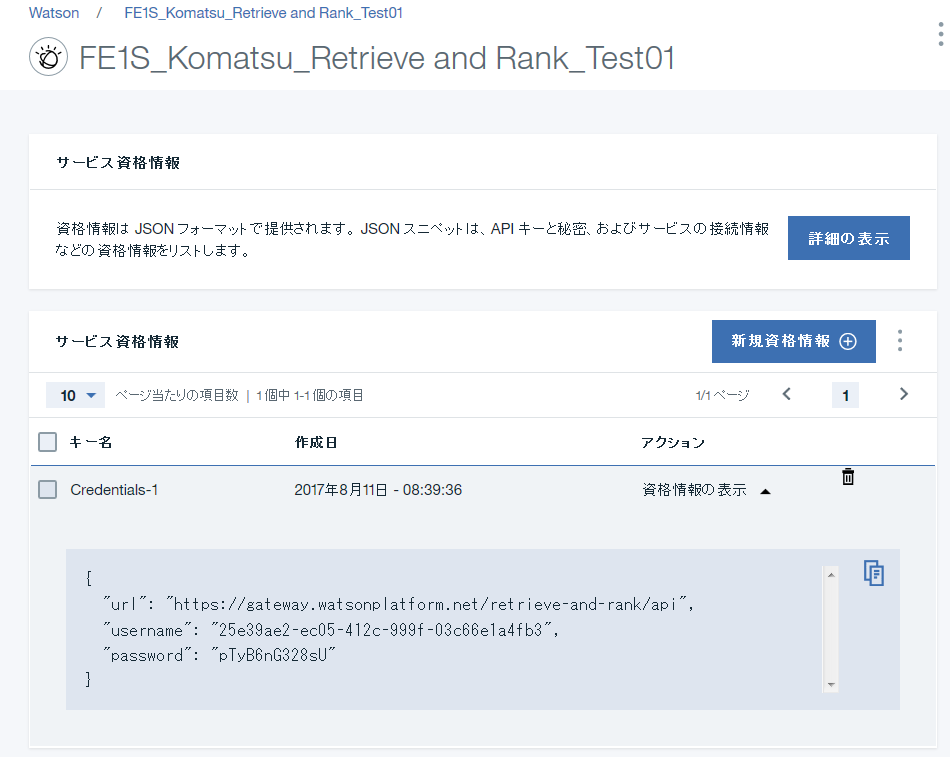 Watson / FE1S_Komatsu_Retrieve and Rank_Test01
FE1S_Komatsu_Retrieve and Rank_Test01
サービス資格情報
資格情報は JSON フォーマットで提供されます。JSON スニペットは、API キーと秘密、およびサービスの接続情報
などの資格情報をリストします。
詳細の表示
サービス資格情報
新規資格情報
10 ページ当たりの項目数 | 1個中 1-1 個の項目 1/1 ページ 1
キー名 作成日 アクション
Credentials-1 2017年8月11日 - 08:39:36 資格情報の表示
{
"url": "https://gateway.watsonplatform.net/retrieve-and-rank/api",
"username": "25e39ae2-ec05-412c-999f-03c66e1a4fb3",
"password": "pTyB6nG328sU"
}